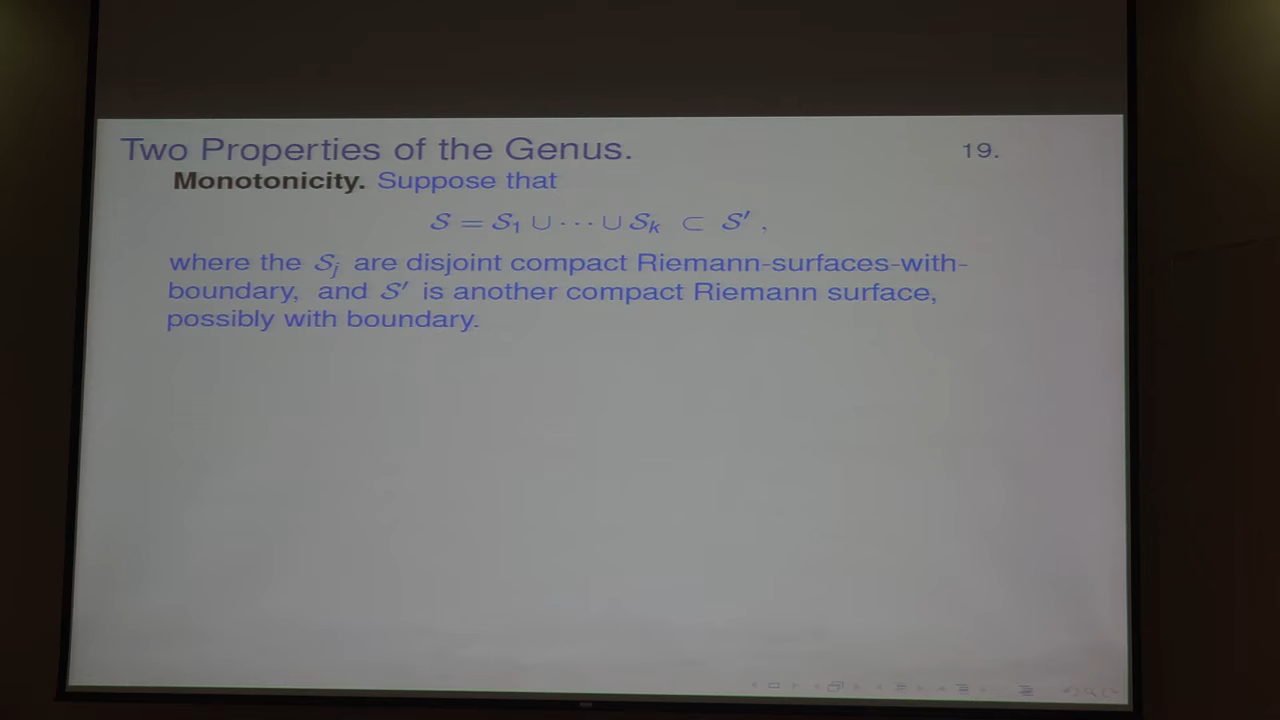 Two Properties of the Genus. 19.
Monotonicity. Suppose that
𝒮 = 𝒮₁ ∪ ⋯ ∪ 𝒮ₖ ⊂ 𝒮′ ,
where the 𝒮ⱼ are disjoint compact Riemann-surfaces-with-
boundary, and 𝒮′ is another compact Riemann surface,
possibly with boundary.